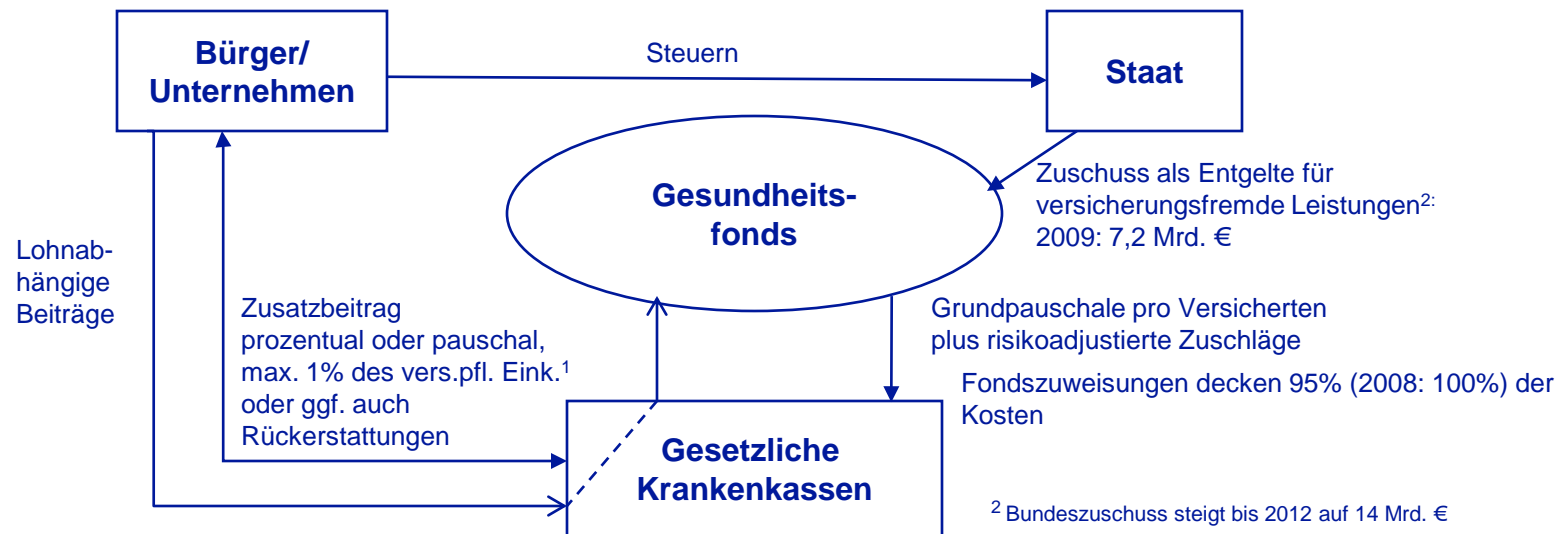 Bürger/
Unternehmen
Steuern
Staat
Gesundheits-
fonds
Zuschuss als Entgelte für
versicherungsfremde Leistungen²:
2009: 7,2 Mrd. €
Lohnab-
hängige
Beiträge
Zusatzbeitrag
prozentual oder pauschal,
max. 1% des vers.pfl. Eink.¹
oder ggf. auch
Rückerstattungen
Grundpauschale pro Versicherten
plus risikoadjustierte Zuschläge
Fondszuweisungen decken 95% (2008: 100%) der
Kosten
Gesetzliche
Krankenkassen
² Bundeszuschuss steigt bis 2012 auf 14 Mrd. €